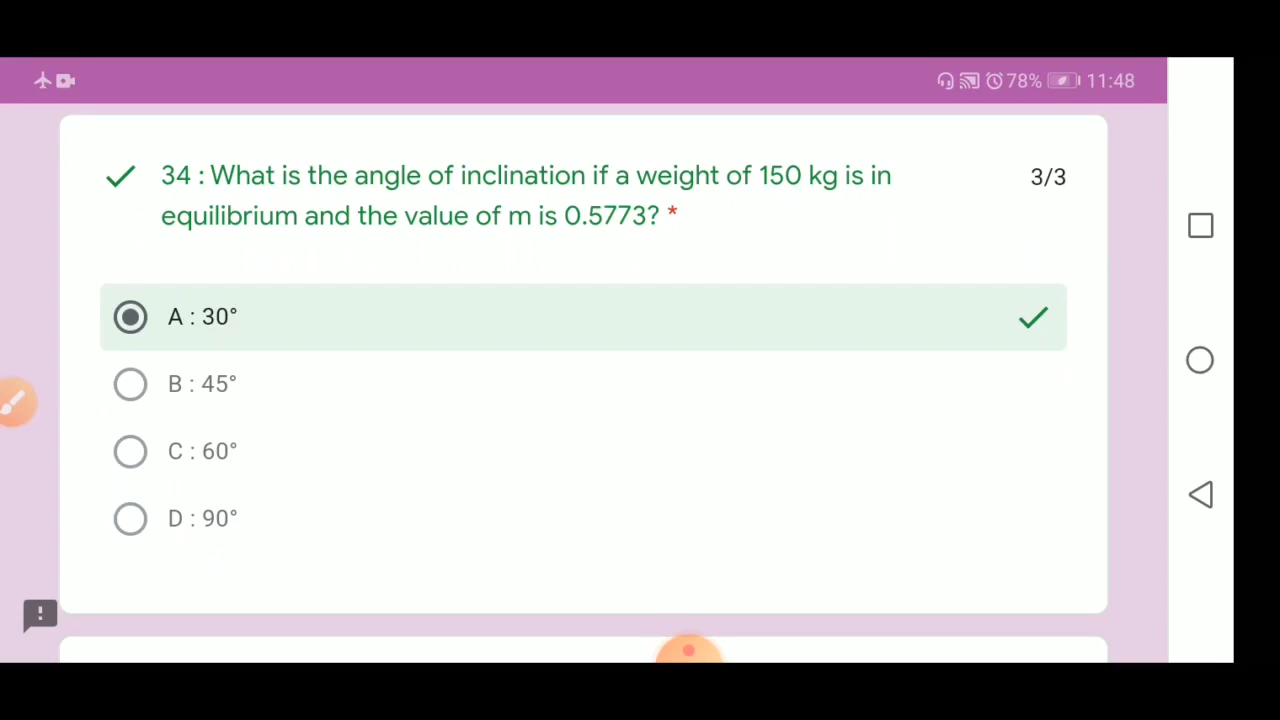 78% 11:48
34 : What is the angle of inclination if a weight of 150 kg is in
equilibrium and the value of m is 0.5773? *
3/3
A : 30°
B : 45°
C : 60°
D : 90°